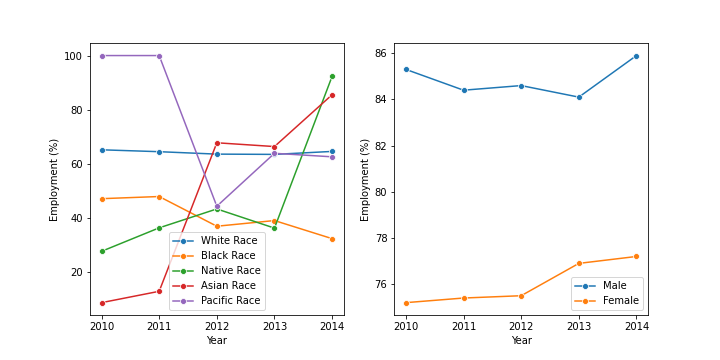 100
80
60
40
20
Employment (%)
2010 2011 2012 2013 2014
Year
White Race
Black Race
Native Race
Asian Race
Pacific Race
86
84
82
80
78
76
Employment (%)
2010 2011 2012 2013 2014
Year
Male
Female